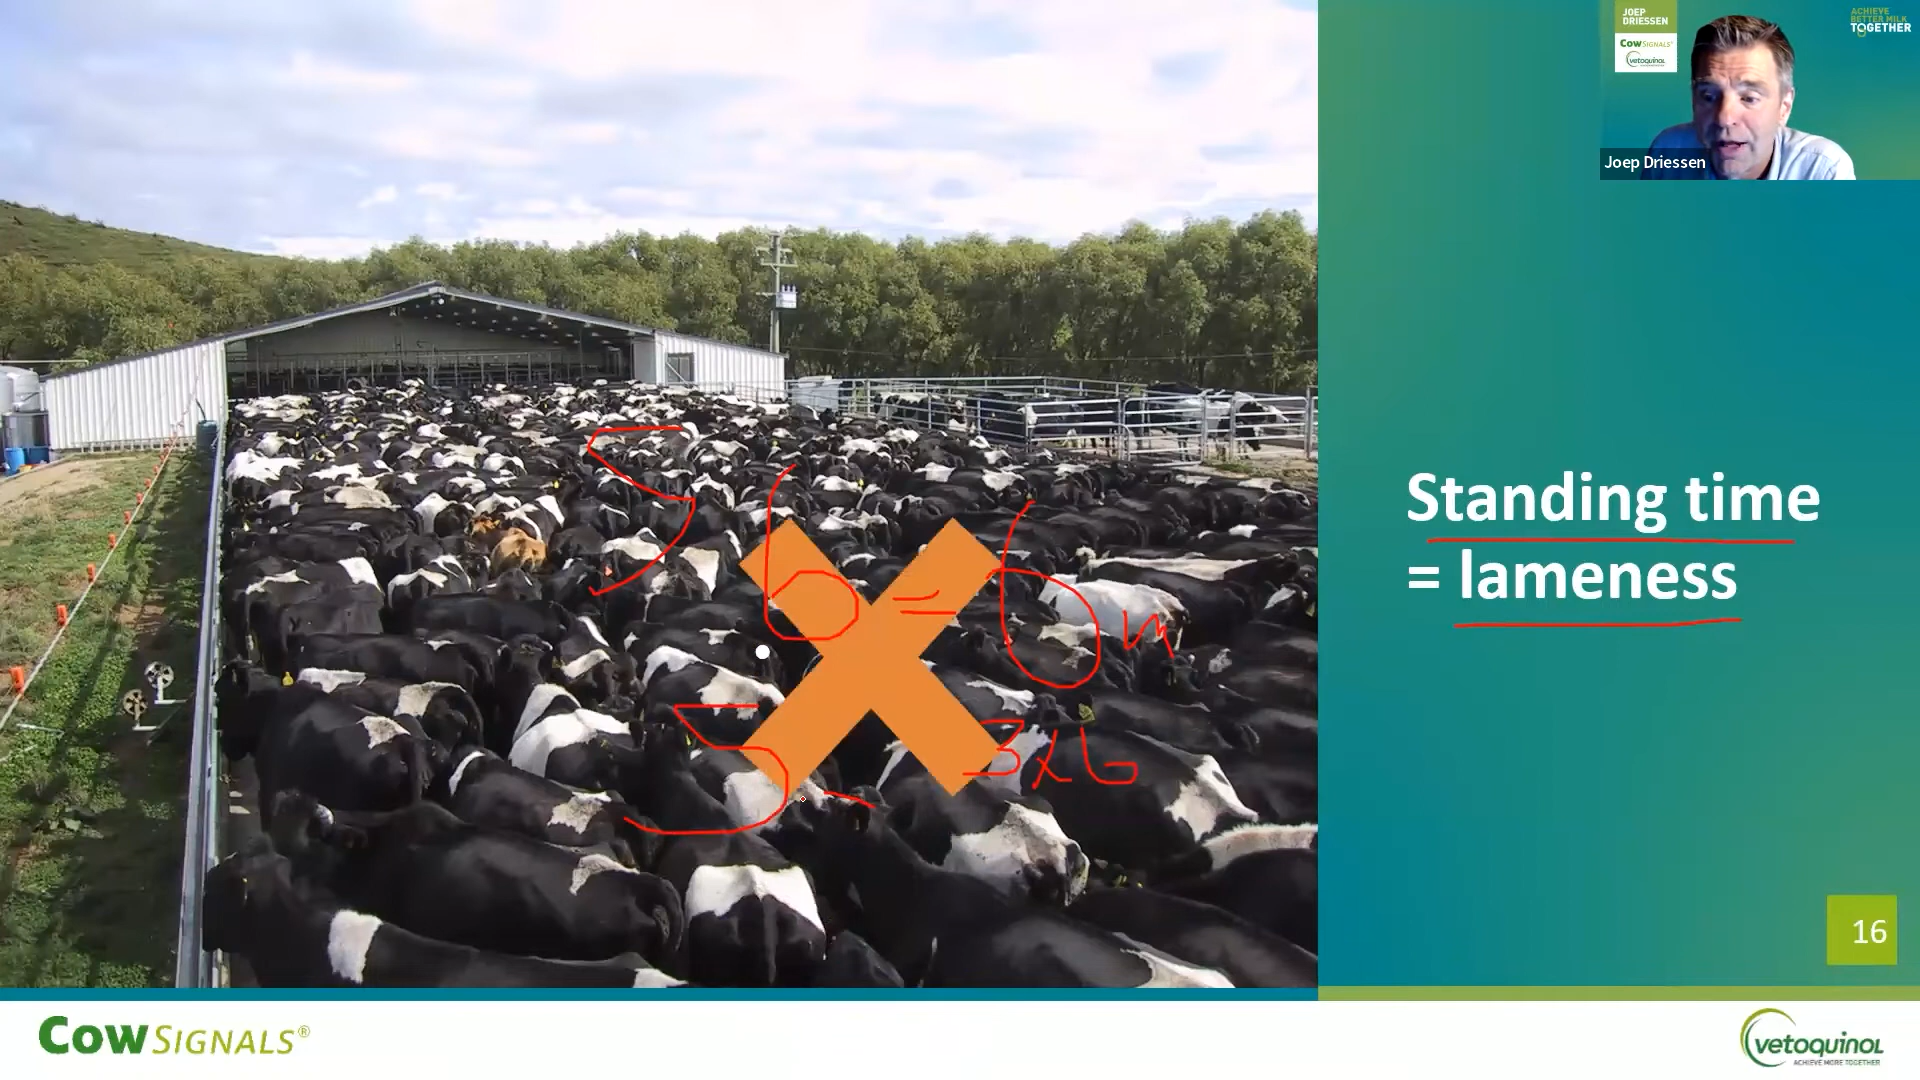 JOEP
DRIESSEN
COWSIGNALS®
vetoquinol
Joep Driessen
ACHIEVE
BETTER MILK
TOGETHER
Standing time
= lameness
3x6
16
COWSIGNALS®
vetoquinol
ACHIEVE MORE TOGETHER